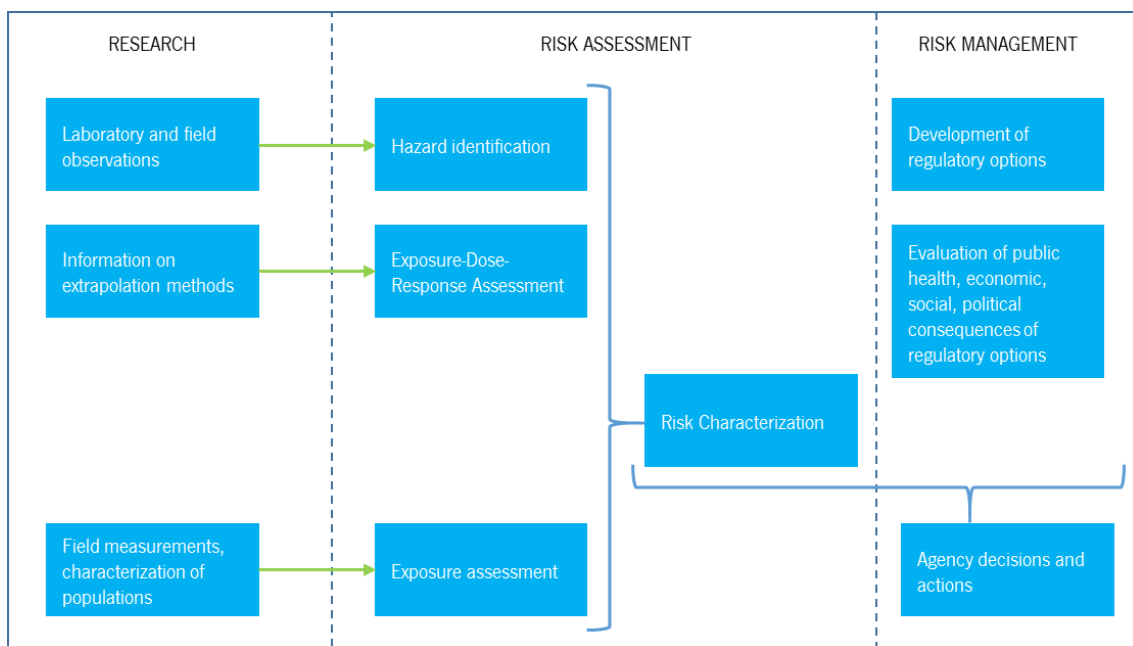 RESEARCH
RISK ASSESSMENT
RISK MANAGEMENT
Laboratory and field
observations
Hazard identification
Development of
regulatory options
Information on
extrapolation methods
Exposure-Dose-
Response Assessment
Evaluation of public
health, economic,
social, political
consequences of
regulatory options
Risk Characterization
Field measurements,
characterization of
populations
Exposure assessment
Agency decisions and
actions